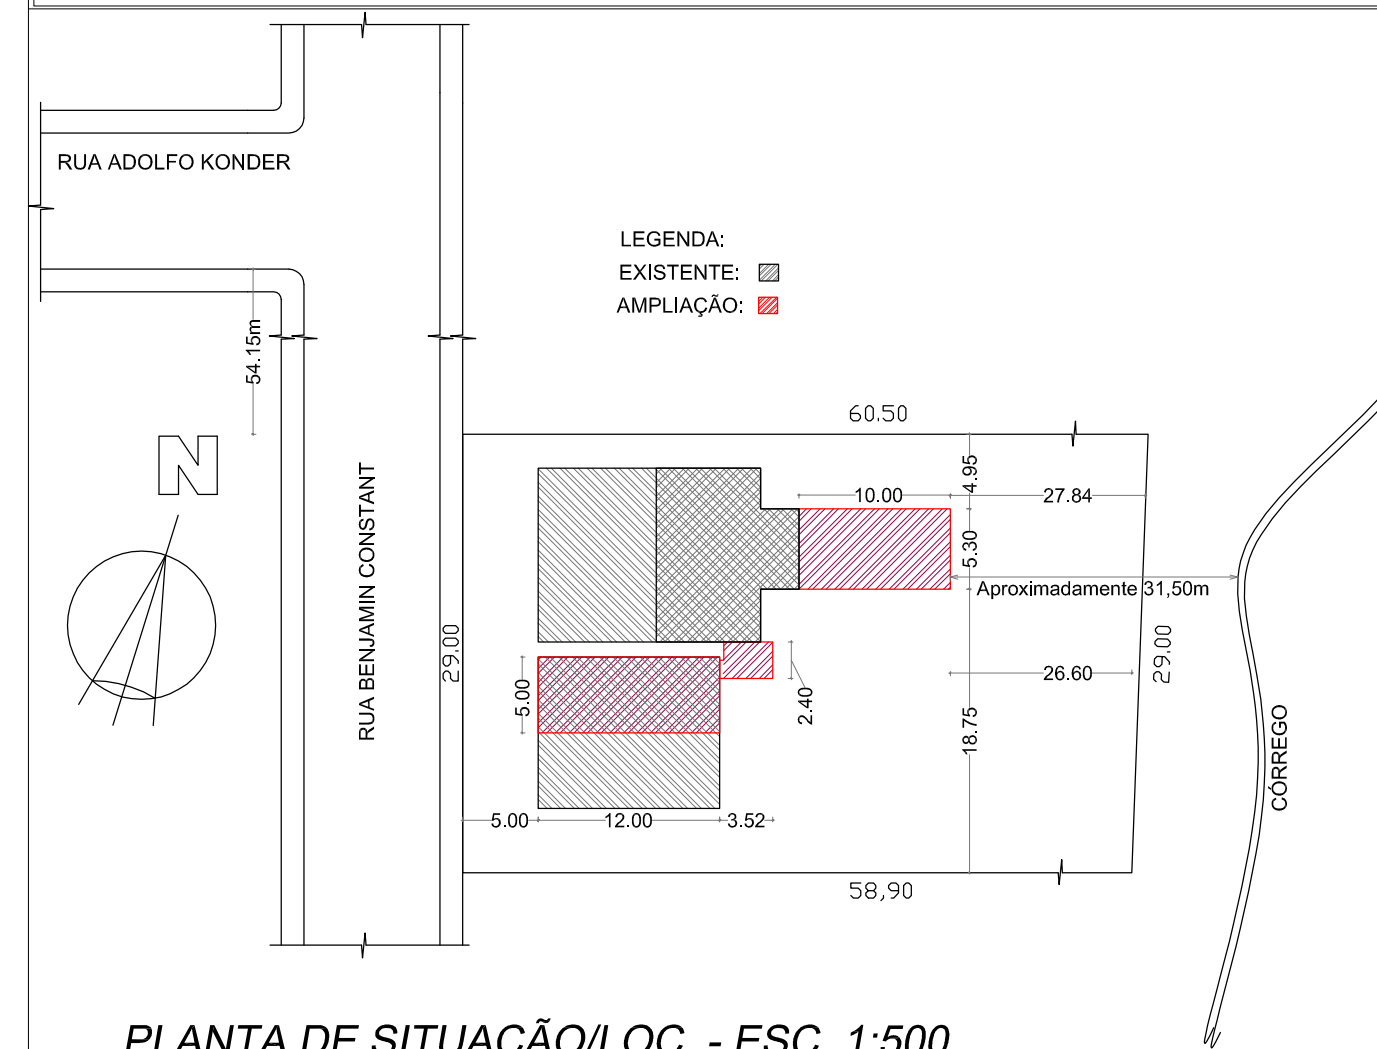 RUA ADOLFO KONDER
LEGENDA:
EXISTENTE:
AMPLIAÇÃO:
54.15m
N
RUA BENJAMIN CONSTANT
60.50
4.95
10.00
27.84
5.30
Aproximadamente 31,50m
29.00
29.00
5.00
2.40
26.60
18.75
CÓRREGO
5.00
12.00
3.52
58,90
PLANTA DE SITUAÇÃO/LOC. - ESC. 1:500